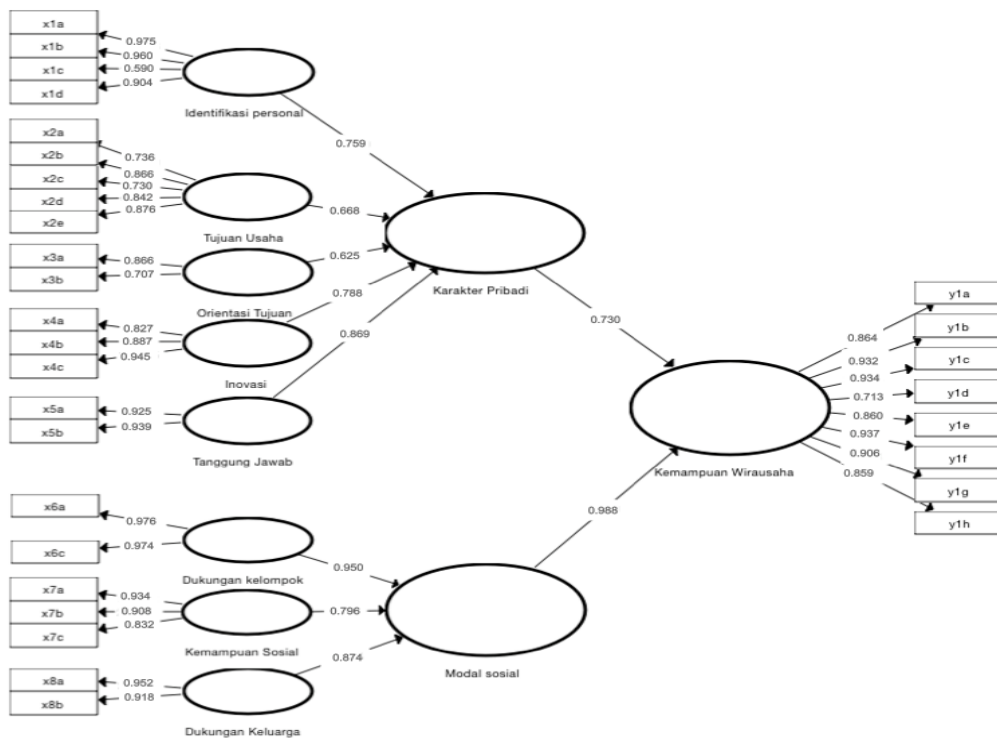 x1a
x1b
x1c
x1d
0.975
0.960
0.590
0.904
Identifikasi personal
0.759
x2a
x2b
x2c
x2d
x2e
0.736
0.866
0.730
0.842
0.876
Tujuan Usaha
0.668
x3a
x3b
0.866
0.707
Orientasi Tujuan
0.625
x4a
x4b
x4c
0.827
0.887
0.945
Inovasi
0.788
x5a
x5b
0.925
0.939
Tanggung Jawab
0.869
Karakter Pribadi
0.730
x6a
x6c
0.976
0.974
Dukungan kelompok
0.950
x7a
x7b
x7c
0.934
0.908
0.832
Kemampuan Sosial
0.796
x8a
x8b
0.952
0.918
Dukungan Keluarga
0.874
Modal sosial
0.988
Kemampuan Wirausaha
0.864
0.932
0.934
0.713
0.860
0.937
0.906
0.859
y1a
y1b
y1c
y1d
y1e
y1f
y1g
y1h